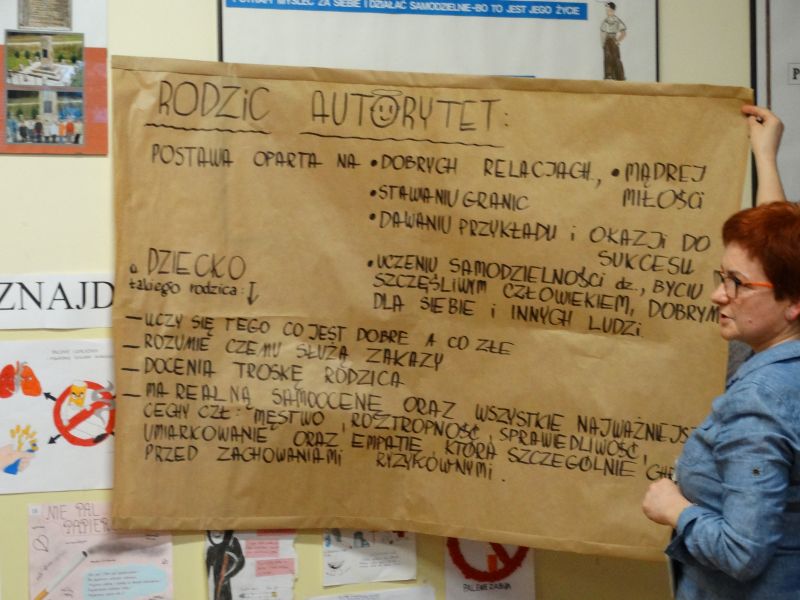 POTRAFI MYŚLEĆ ZA SIEBIE I DZIAŁAĆ SAMODZIELNIE-BO TO JEST JEGO ŻYCIE
RODZIC AUTORYTET:
POSTAWA OPARTA NA • DOBRYCH RELACJACH, • MĄDREJ MIŁOŚCI
• STAWANIU GRANIC
• DAWANIU PRZYKŁADU i OKAZJI DO
SUKCESU
• UCZENIU SAMODZIELNOŚCI dz., BYCIU
SZCZĘŚLIWYM CZŁOWIEKIEM, DOBRYM
DLA SIEBIE i INNYCH LUDZI
DZIECKO
takiego rodzica: ↓
– UCZY SIĘ TEGO CO JEST DOBRE A CO ZŁE
– ROZUMIE CZEMU SŁUŻĄ ZAKAZY
– DOCENIA TROSKĘ RODZICA
– MA REALNĄ SAMOOCENĘ ORAZ WSZYSTKIE NAJWAŻNIEJS
CECHY CZŁ: MĘSTWO, ROZTROPNOŚĆ, SPRAWIEDLIWOŚĆ,
UMIARKOWANIE ORAZ EMPATIĘ, KTÓRA SZCZEGÓLNIE
PRZED ZACHOWANIAMI RYZYKOWNYMI.
ZNAJD
NIE PAL
PAPIER
PALENIE ZABIJA